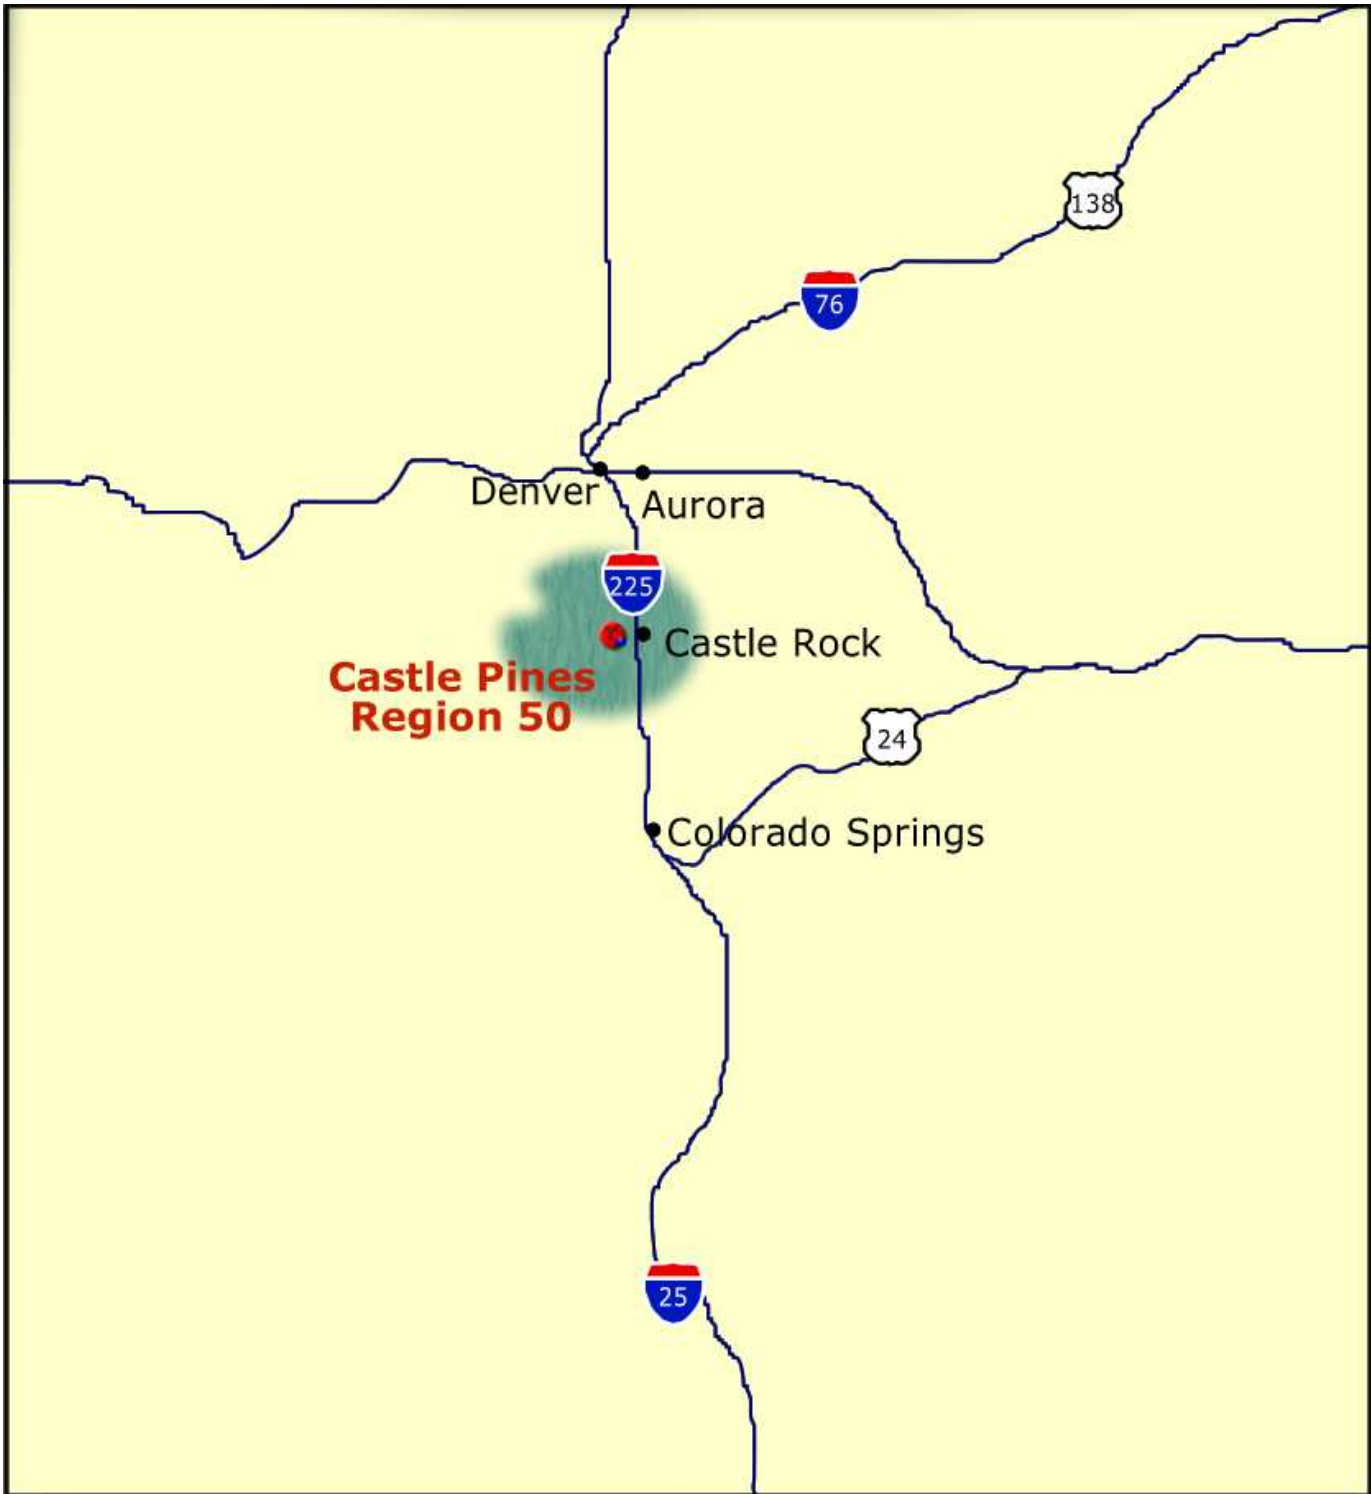 138
76
Denver
Aurora
225
Castle Rock
Castle Pines
Region 50
24
Colorado Springs
25